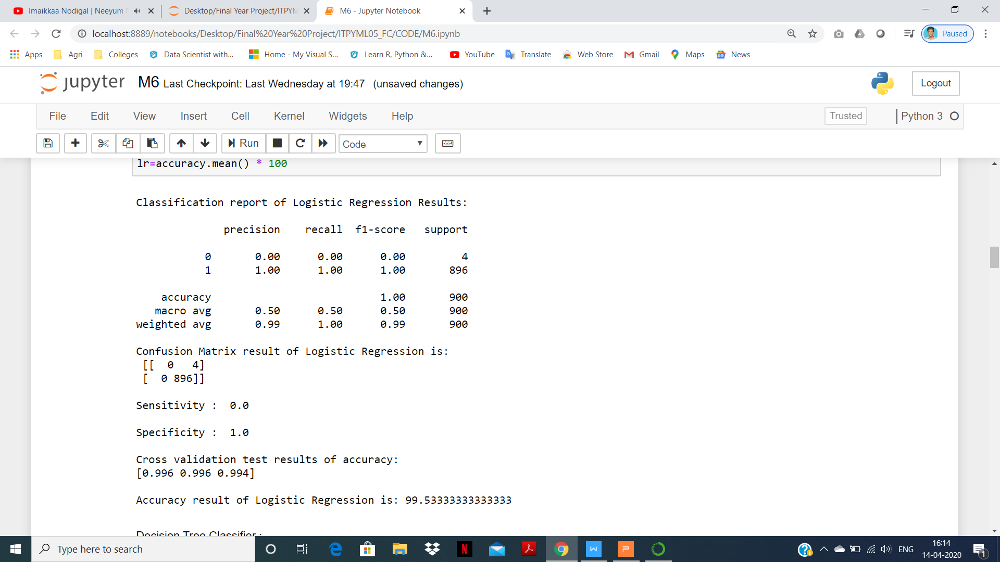 Imaikkaa Nodigal | Neeyum
Desktop/Final Year Project/ITPYM
M6 - Jupyter Notebook
localhost:8889/notebooks/Desktop/Final%20Year%20Project/ITPYML05_FC/CODE/M6.ipynb
Paused
Apps Agri Colleges Data Scientist with... Home - My Visual S... Learn R, Python &... YouTube Translate Web Store Gmail Maps News
jupyter M6 Last Checkpoint: Last Wednesday at 19:47 (unsaved changes)
Logout
File Edit View Insert Cell Kernel Widgets Help Trusted Python 3
Run Code
lr=accuracy.mean() * 100
Classification report of Logistic Regression Results:
precision recall f1-score support
0 0.00 0.00 0.00 4
1 1.00 1.00 1.00 896
accuracy 1.00 900
macro avg 0.50 0.50 0.50 900
weighted avg 0.99 1.00 0.99 900
Confusion Matrix result of Logistic Regression is:
[[  0   4]
[  0 896]]
Sensitivity :  0.0
Specificity :  1.0
Cross validation test results of accuracy:
[0.996 0.996 0.994]
Accuracy result of Logistic Regression is: 99.53333333333333
Decision Tree Classifier :
Type here to search
ENG
16:14
14-04-2020
1